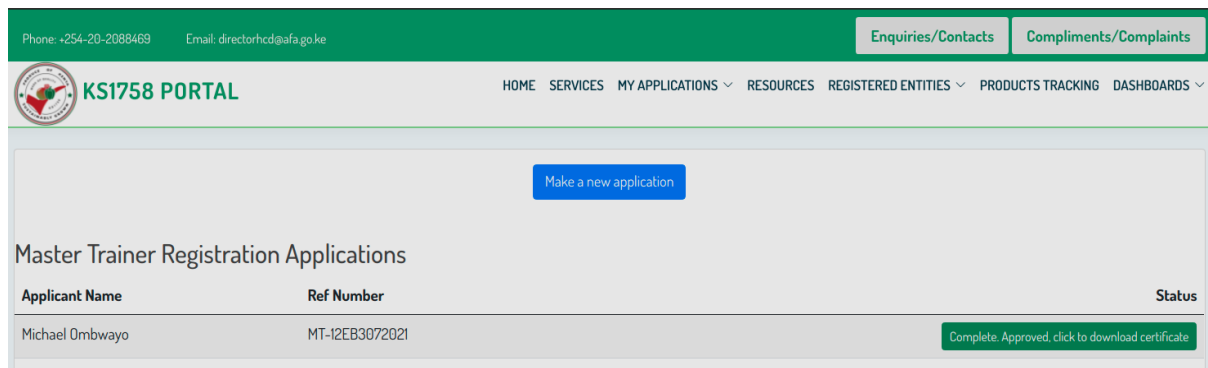 Phone: +254-20-2088469 Email: directorhcd@afa.go.ke Enquiries/Contacts Compliments/Complaints
KS1758 PORTAL HOME SERVICES MY APPLICATIONS RESOURCES REGISTERED ENTITIES PRODUCTS TRACKING DASHBOARDS
Make a new application
Master Trainer Registration Applications
Applicant Name Ref Number Status
Michael Ombwayo MT-12EB3072021 Complete. Approved, click to download certificate